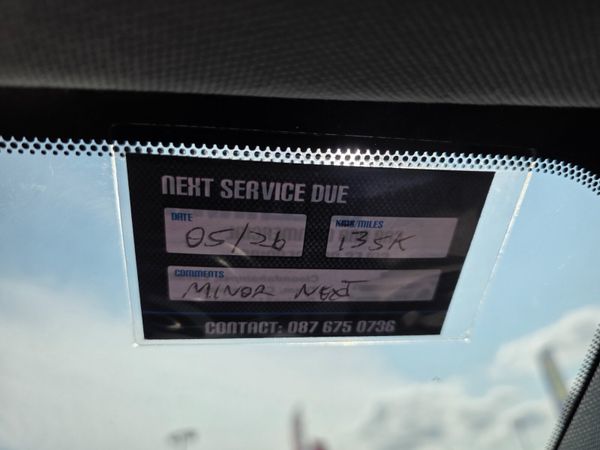 NEXT SERVICE DUE
DATE
KMS/MILES
05/26
135K
COMMENTS
MINOR NEXT
CONTACT: 087 675 0736